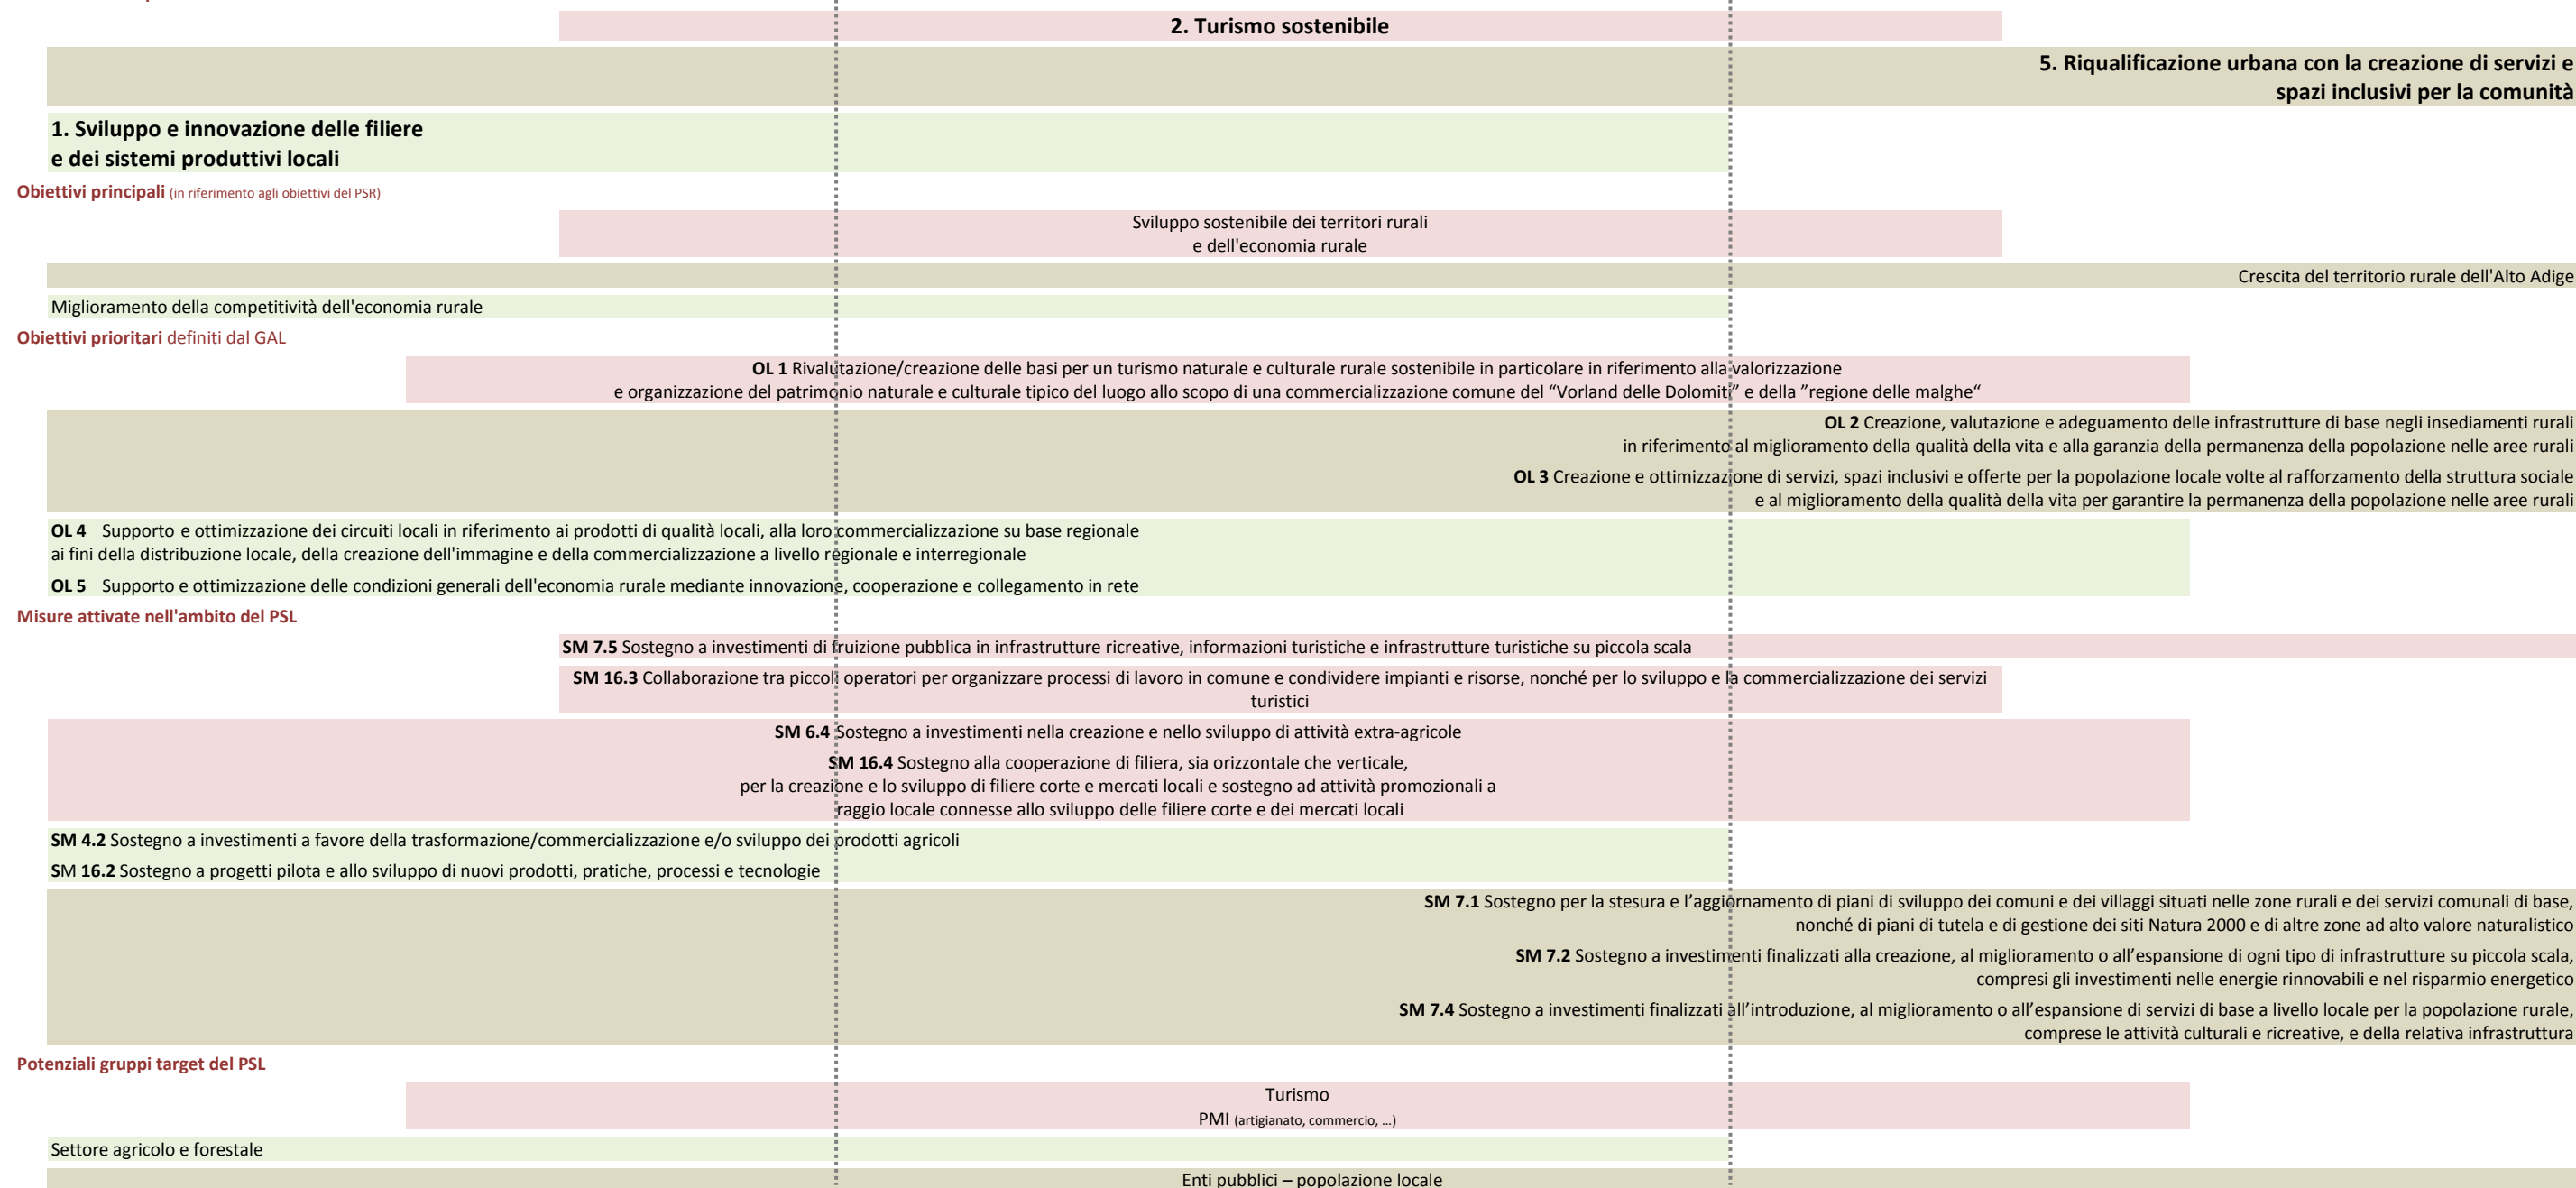 2. Turismo sostenibile
5. Riqualificazione urbana con la creazione di servizi e
spazi inclusivi per la comunità
1. Sviluppo e innovazione delle filiere
e dei sistemi produttivi locali
Obiettivi principali (in riferimento agli obiettivi del PSR)
Sviluppo sostenibile dei territori rurali
e dell'economia rurale
Crescita del territorio rurale dell'Alto Adige
Miglioramento della competitività dell'economia rurale
Obiettivi prioritari definiti dal GAL
OL 1 Rivalutazione/creazione delle basi per un turismo naturale e culturale rurale sostenibile in particolare in riferimento alla valorizzazione
e organizzazione del patrimonio naturale e culturale tipico del luogo allo scopo di una commercializzazione comune del “Vorland delle Dolomiti” e della ”regione delle malghe“
OL 2 Creazione, valutazione e adeguamento delle infrastrutture di base negli insediamenti rurali
in riferimento al miglioramento della qualità della vita e alla garanzia della permanenza della popolazione nelle aree rurali
OL 3 Creazione e ottimizzazione di servizi, spazi inclusivi e offerte per la popolazione locale volte al rafforzamento della struttura sociale
e al miglioramento della qualità della vita per garantire la permanenza della popolazione nelle aree rurali
OL 4 Supporto e ottimizzazione dei circuiti locali in riferimento ai prodotti di qualità locali, alla loro commercializzazione su base regionale
ai fini della distribuzione locale, della creazione dell'immagine e della commercializzazione a livello regionale e interregionale
OL 5 Supporto e ottimizzazione delle condizioni generali dell'economia rurale mediante innovazione, cooperazione e collegamento in rete
Misure attivate nell'ambito del PSL
SM 7.5 Sostegno a investimenti di fruizione pubblica in infrastrutture ricreative, informazioni turistiche e infrastrutture turistiche su piccola scala
SM 16.3 Collaborazione tra piccoli operatori per organizzare processi di lavoro in comune e condividere impianti e risorse, nonché per lo sviluppo e la commercializzazione dei servizi
turistici
SM 6.4 Sostegno a investimenti nella creazione e nello sviluppo di attività extra-agricole
SM 16.4 Sostegno alla cooperazione di filiera, sia orizzontale che verticale,
per la creazione e lo sviluppo di filiere corte e mercati locali e sostegno ad attività promozionali a
raggio locale connesse allo sviluppo delle filiere corte e dei mercati locali
SM 4.2 Sostegno a investimenti a favore della trasformazione/commercializzazione e/o sviluppo dei prodotti agricoli
SM 16.2 Sostegno a progetti pilota e allo sviluppo di nuovi prodotti, pratiche, processi e tecnologie
SM 7.1 Sostegno per la stesura e l’aggiornamento di piani di sviluppo dei comuni e dei villaggi situati nelle zone rurali e dei servizi comunali di base,
nonché di piani di tutela e di gestione dei siti Natura 2000 e di altre zone ad alto valore naturalistico
SM 7.2 Sostegno a investimenti finalizzati alla creazione, al miglioramento o all’espansione di ogni tipo di infrastrutture su piccola scala,
compresi gli investimenti nelle energie rinnovabili e nel risparmio energetico
SM 7.4 Sostegno a investimenti finalizzati all’introduzione, al miglioramento o all’espansione di servizi di base a livello locale per la popolazione rurale,
comprese le attività culturali e ricreative, e della relativa infrastruttura
Potenziali gruppi target del PSL
Turismo
PMI (artigianato, commercio, …)
Settore agricolo e forestale
Enti pubblici – popolazione locale